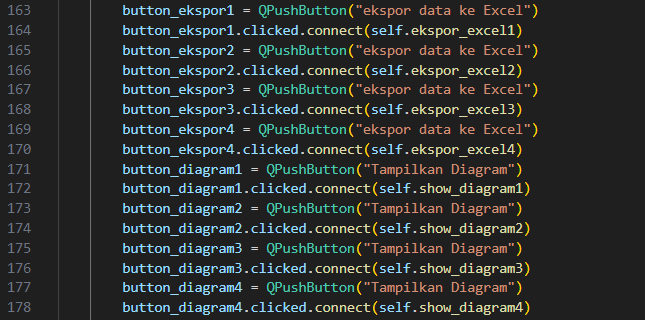 163 button_ekspor1 = QPushButton("ekspor data ke Excel")
164 button_ekspor1.clicked.connect(self.ekspor_excel1)
165 button_ekspor2 = QPushButton("ekspor data ke Excel")
166 button_ekspor2.clicked.connect(self.ekspor_excel2)
167 button_ekspor3 = QPushButton("ekspor data ke Excel")
168 button_ekspor3.clicked.connect(self.ekspor_excel3)
169 button_ekspor4 = QPushButton("ekspor data ke Excel")
170 button_ekspor4.clicked.connect(self.ekspor_excel4)
171 button_diagram1 = QPushButton("Tampilkan Diagram")
172 button_diagram1.clicked.connect(self.show_diagram1)
173 button_diagram2 = QPushButton("Tampilkan Diagram")
174 button_diagram2.clicked.connect(self.show_diagram2)
175 button_diagram3 = QPushButton("Tampilkan Diagram")
176 button_diagram3.clicked.connect(self.show_diagram3)
177 button_diagram4 = QPushButton("Tampilkan Diagram")
178 button_diagram4.clicked.connect(self.show_diagram4)